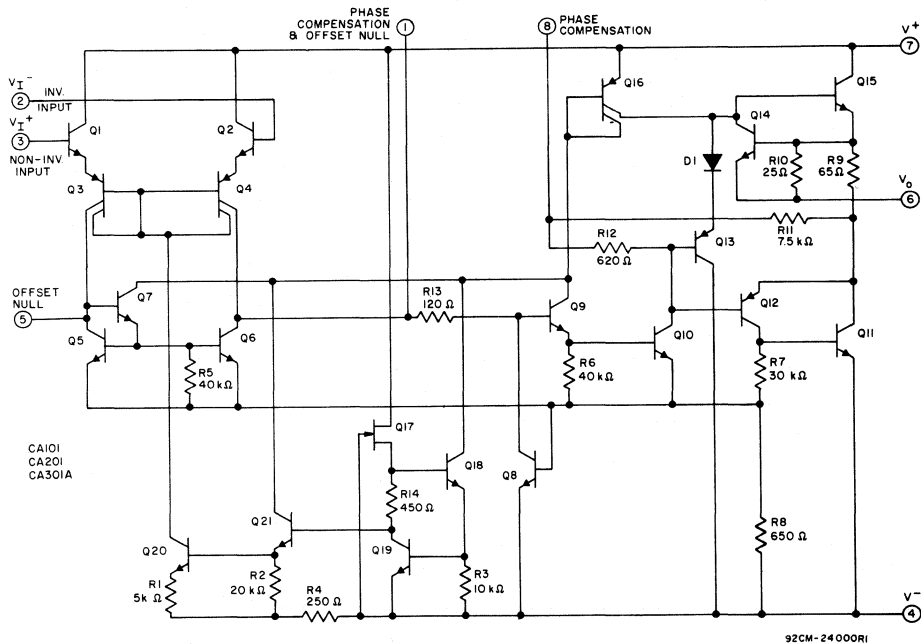 PHASE
COMPENSATION
& OFFSET NULL
1
8
PHASE
COMPENSATION
V+
7
VI−
2
INV.
INPUT
VI+
3
NON-INV.
INPUT
Q1
Q2
Q3
Q4
Q16
Q15
Q14
R10
25Ω
R9
65Ω
D1
Vo
6
R11
7.5 kΩ
R12
620Ω
Q13
OFFSET
NULL
5
Q7
Q5
Q6
R5
40kΩ
R13
120 Ω
Q9
R6
40 kΩ
Q10
Q12
Q11
R7
30 kΩ
CA101
CA201
CA301A
Q17
Q18
Q8
R14
450Ω
Q21
Q20
Q19
R8
650 Ω
R1
5k Ω
R2
20 kΩ
R4
250 Ω
R3
10 kΩ
V−
4
92CM-24000R1